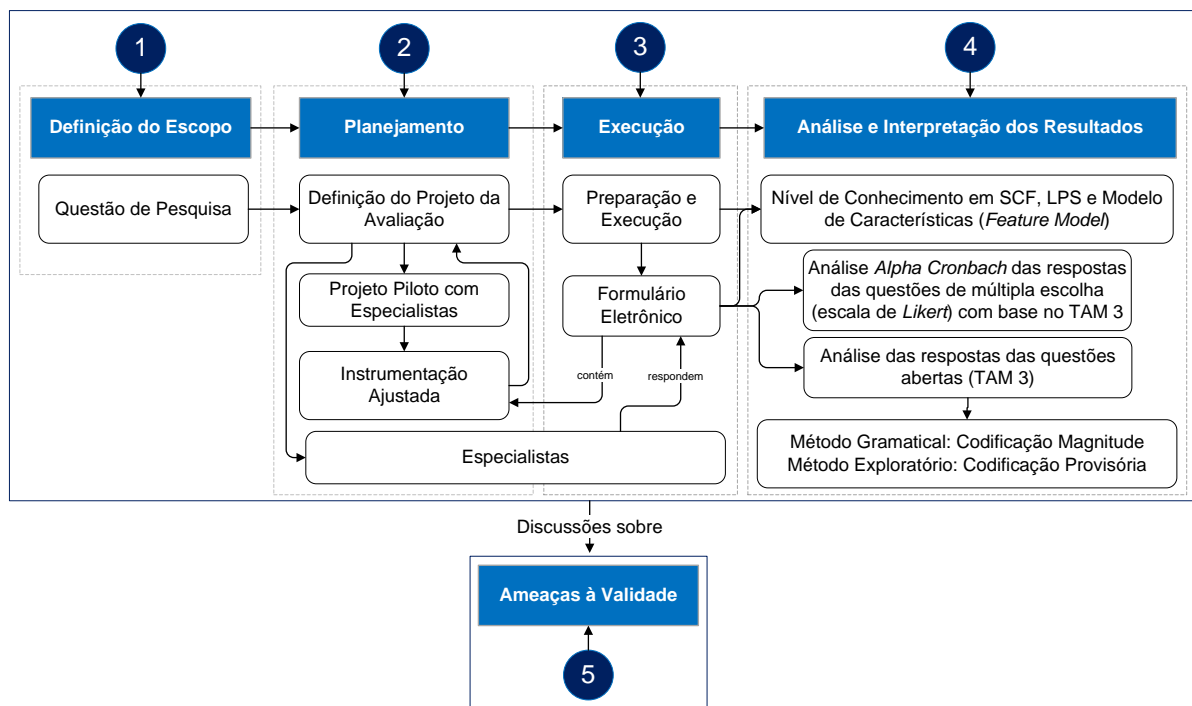 1
2
3
4
Definição do Escopo
Planejamento
Execução
Análise e Interpretação dos Resultados
Questão de Pesquisa
Definição do Projeto da
Avaliação
Preparação e
Execução
Nível de Conhecimento em SCF, LPS e Modelo
de Características (Feature Model)
Projeto Piloto com
Especialistas
Formulário
Eletrônico
Análise Alpha Cronbach das respostas
das questões de múltipla escolha
(escala de Likert) com base no TAM 3
Instrumentação
Ajustada
contém
respondem
Análise das respostas das questões
abertas (TAM 3)
Especialistas
Método Gramatical: Codificação Magnitude
Método Exploratório: Codificação Provisória
Discussões sobre
Ameaças à Validade
5